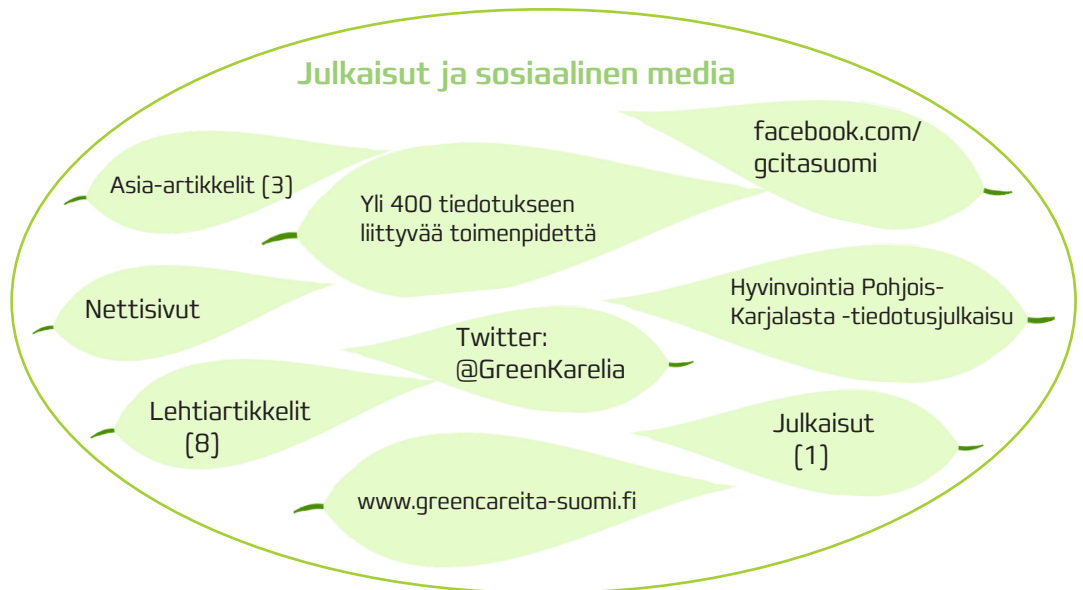 Julkaisut ja sosiaalinen media
facebook.com/
gcitasuomi
Asia-artikkelit (3)
Yli 400 tiedotukseen
liittyvää toimenpidettä
Nettisivut
Hyvinvointia Pohjois-
Karjalasta -tiedotusjulkaisu
Twitter:
@GreenKarelia
Lehtiartikkelit
(8)
Julkaisut
(1)
www.greencareita-suomi.fi